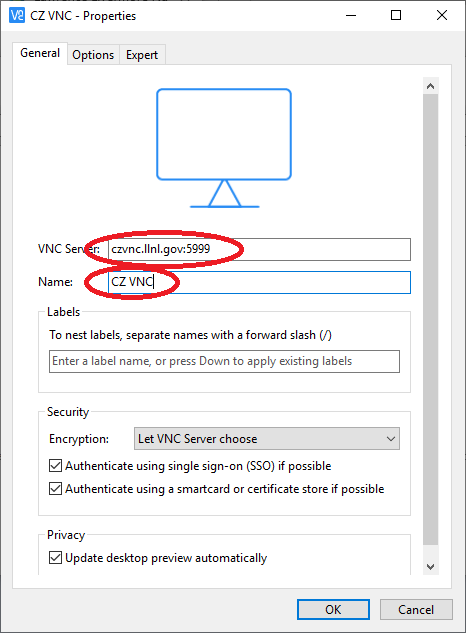 CZ VNC - Properties
General Options Expert
VNC Server: czvnc.llnl.gov:5999
Name: CZ VNC
Labels
To nest labels, separate names with a forward slash (/)
Enter a label name, or press Down to apply existing labels
Security
Encryption: Let VNC Server choose
Authenticate using single sign-on (SSO) if possible
Authenticate using a smartcard or certificate store if possible
Privacy
Update desktop preview automatically
OK Cancel